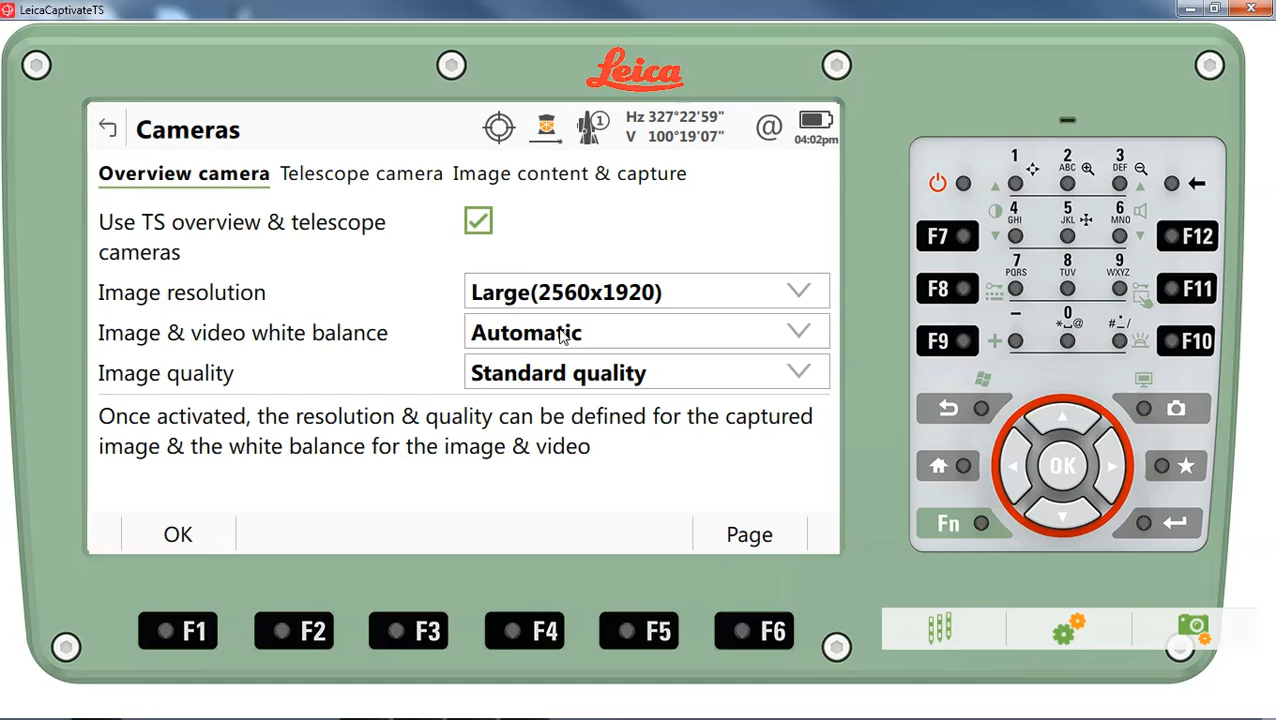 LeicaCaptivateTS
Leica
Cameras
1
Hz 327°22'59"
V 100°19'07"
@
04:02pm
Overview camera Telescope camera Image content & capture
Use TS overview & telescope
cameras
Image resolution Large(2560x1920)
Image & video white balance Automatic
Image quality Standard quality
Once activated, the resolution & quality can be defined for the captured
image & the white balance for the image & video
OK Page
F1 F2 F3 F4 F5 F6
1 2 3
ABC DEF
F7 4 5 6 F12
GHI JKL MNO
F8 7 8 9 F11
PQRS TUV WXYZ
F9 - 0 . F10
*_@ #:/
OK
Fn